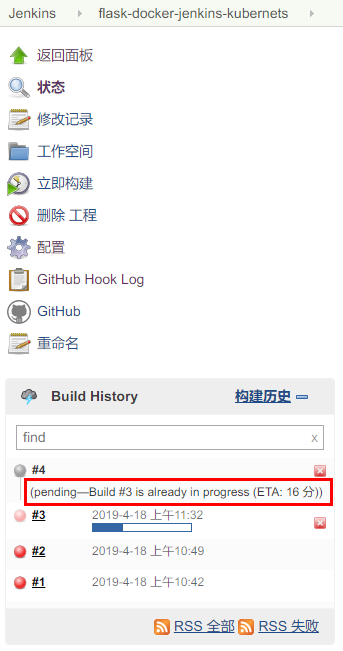 Jenkins flask-docker-jenkins-kubernets
返回面板
状态
修改记录
工作空间
立即构建
删除 工程
配置
GitHub Hook Log
GitHub
重命名
Build History 构建历史
find x
#4
(pending—Build #3 is already in progress (ETA: 16 分))
#3 2019-4-18 上午11:32
#2 2019-4-18 上午10:49
#1 2019-4-18 上午10:42
RSS 全部 RSS 失败